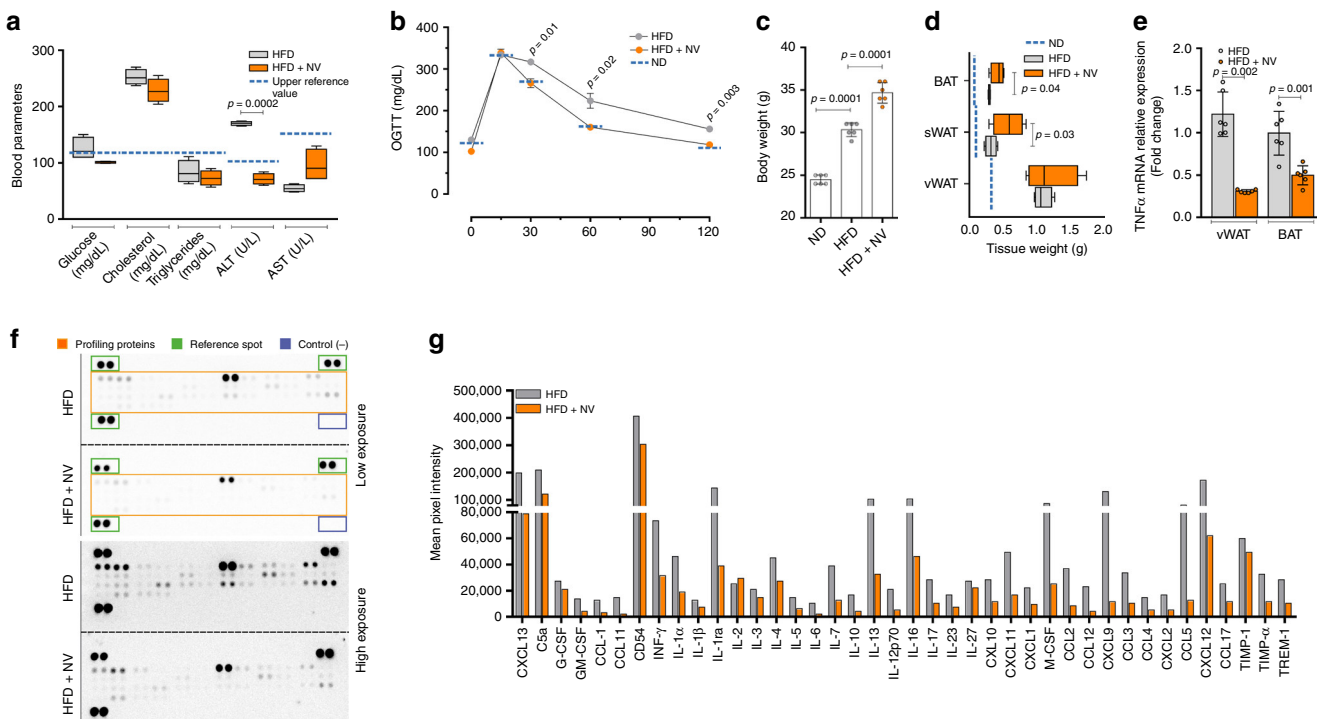 a
Blood parameters
300
200
100
0
HFD
HFD + NV
Upper reference
value
p = 0.0002
Glucose
(mg/dL)
Cholesterol
(mg/dL)
Triglycerides
(mg/dL)
ALT (U/L)
AST (U/L)
b
OGTT (mg/dL)
400
300
200
100
0
0
30
60
90
120
p = 0.01
p = 0.02
p = 0.003
HFD
HFD + NV
ND
c
Body weight (g)
40
35
30
25
20
p = 0.0001
p = 0.0001
ND
HFD
HFD + NV
d
ND
HFD
HFD + NV
BAT
sWAT
vWAT
p = 0.04
p = 0.03
0.0
0.5
1.0
1.5
2.0
Tissue weight (g)
e
TNFα mRNA relative expression
(Fold change)
2.0
1.5
1.0
0.5
0.0
HFD
HFD + NV
p = 0.002
p = 0.001
vWAT
BAT
f
Profiling proteins
Reference spot
Control (–)
HFD
HFD + NV
Low exposure
HFD
HFD + NV
High exposure
g
Mean pixel intensity
500,000
400,000
300,000
200,000
100,000
80,000
60,000
40,000
20,000
0
HFD
HFD + NV
CXCL13
C5a
G-CSF
GM-CSF
CCL-1
CCL11
CD54
INF-γ
IL-1α
IL-1β
IL-1ra
IL-2
IL-3
IL-4
IL-5
IL-6
IL-7
IL-10
IL-13
IL-12p70
IL-16
IL-17
IL-23
IL-27
CXL10
CXCL11
CXCL1
M-CSF
CCL2
CCL12
CXCL9
CCL3
CCL4
CXCL2
CCL5
CXCL12
CCL17
TIMP-1
TIMP-α
TREM-1